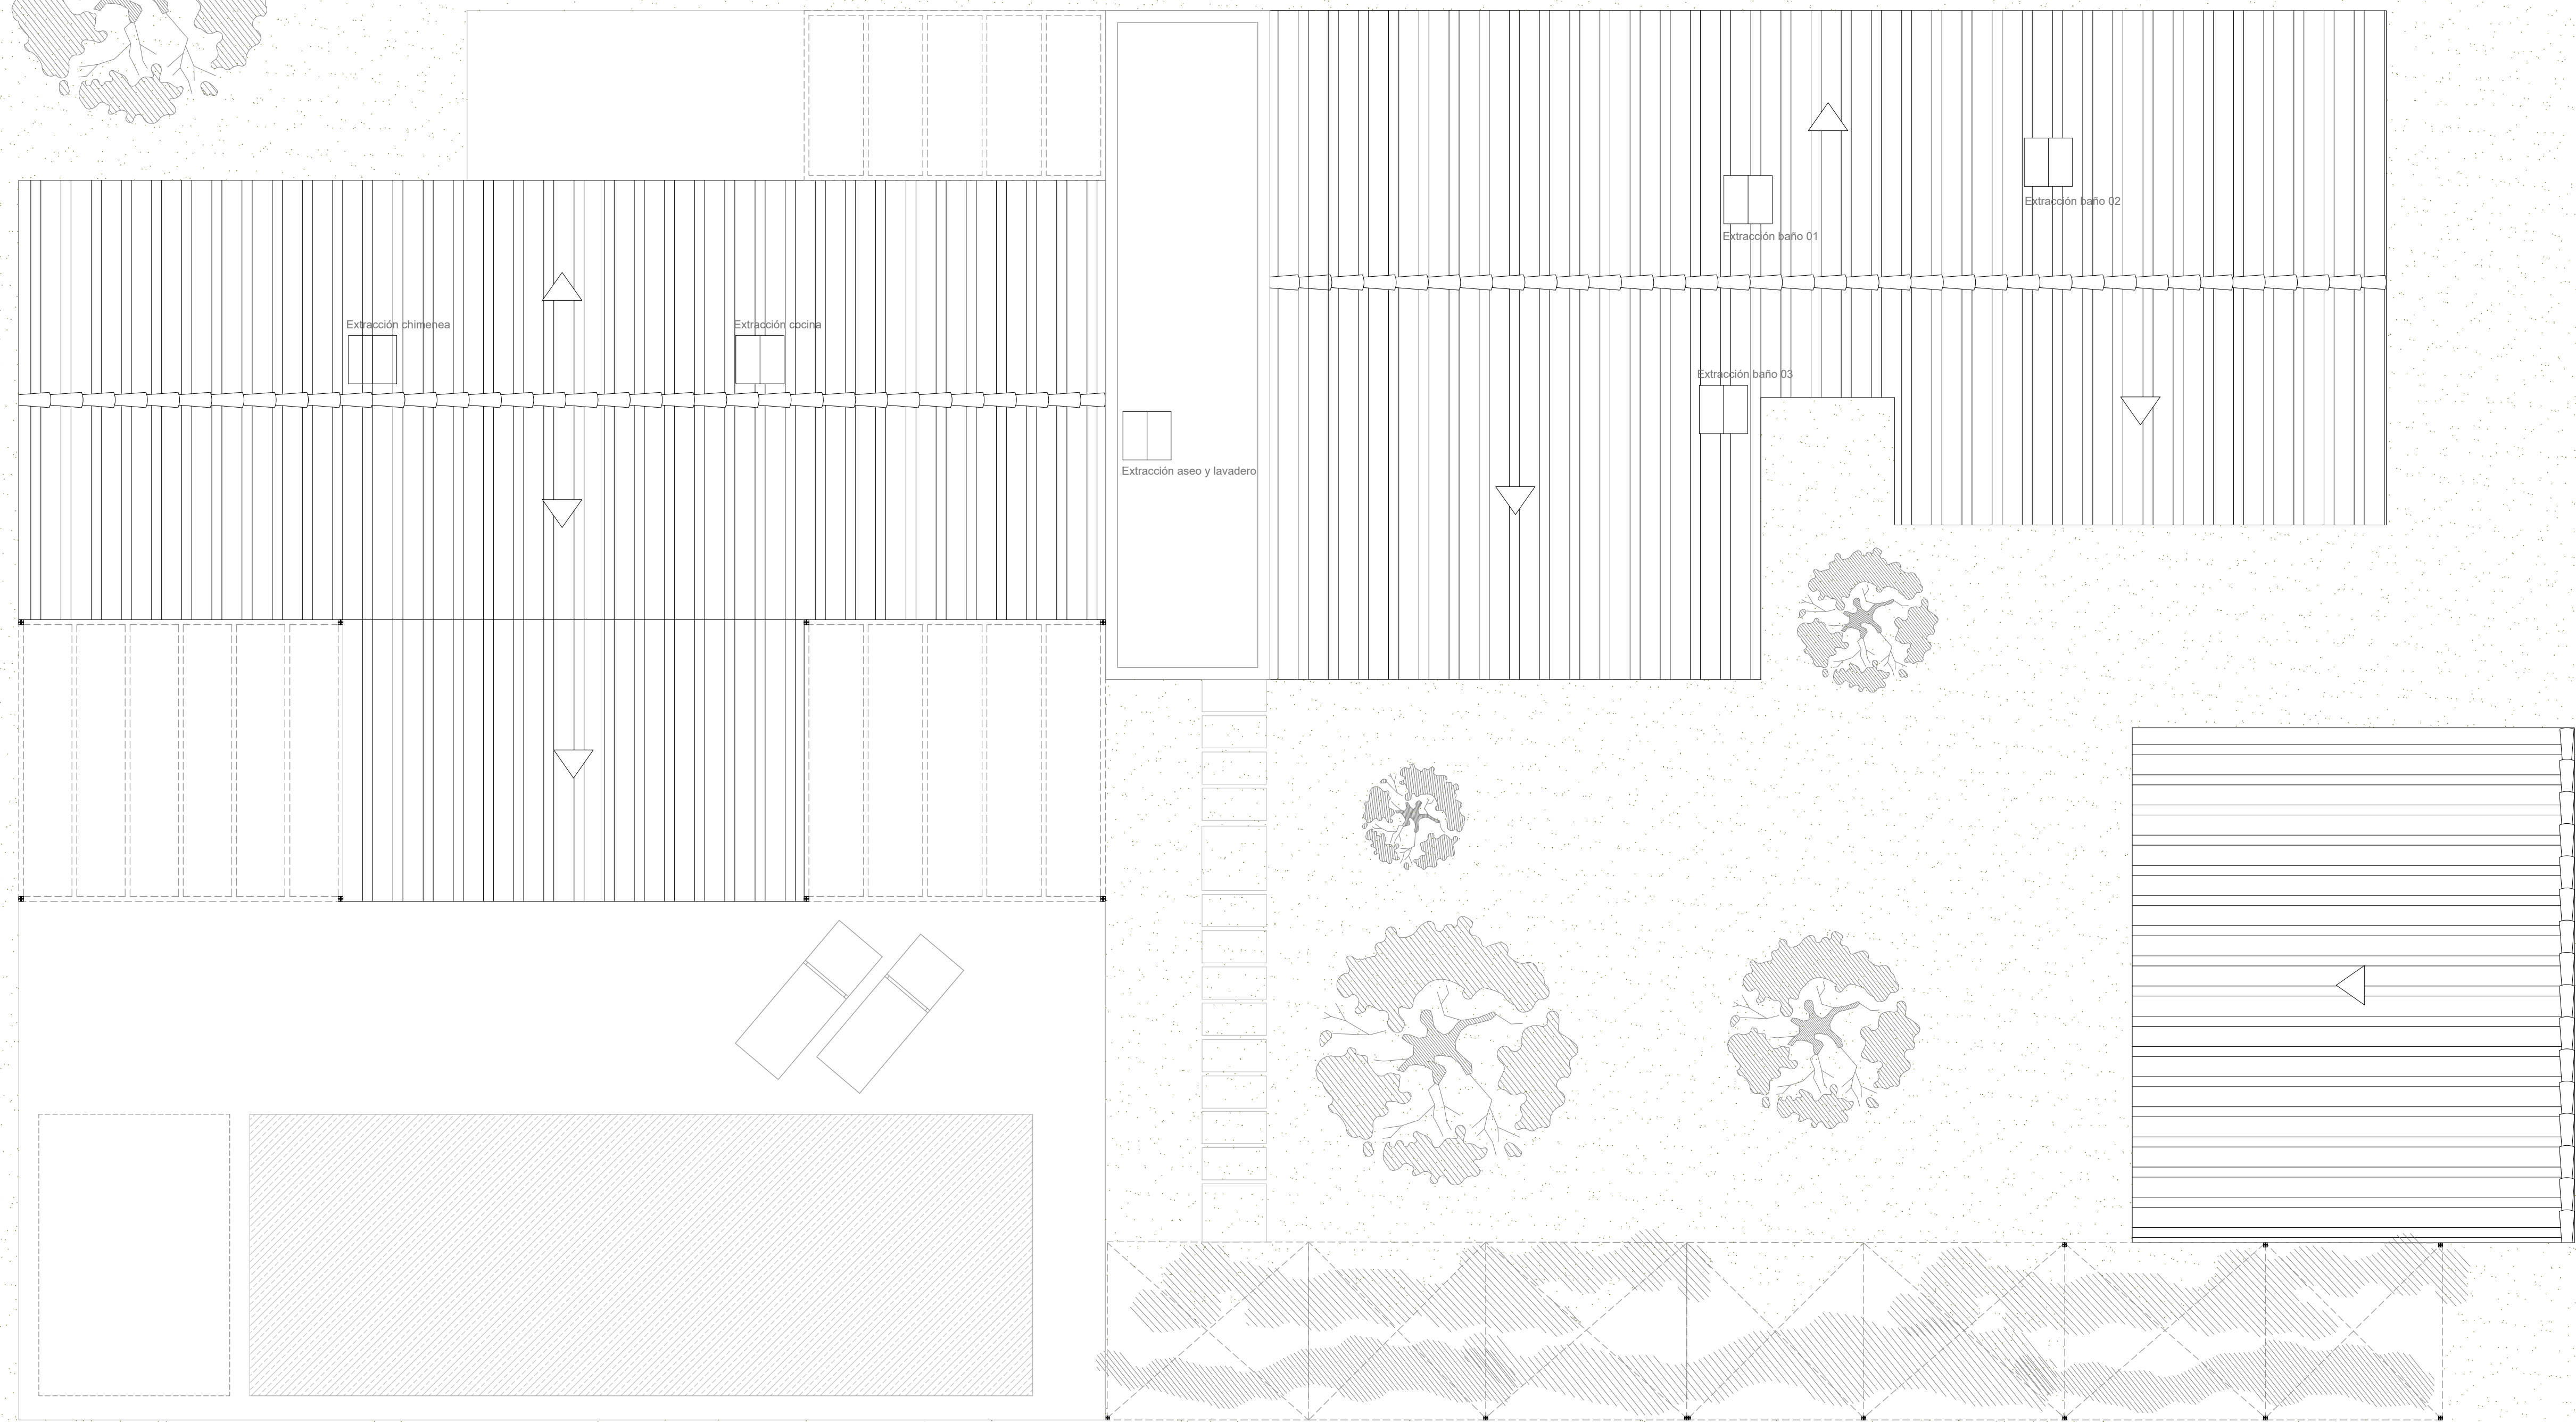 Extracción baño 02
Extracción baño 01
Extracción chimenea
Extracción cocina
Extracción baño 03
Extracción aseo y lavadero